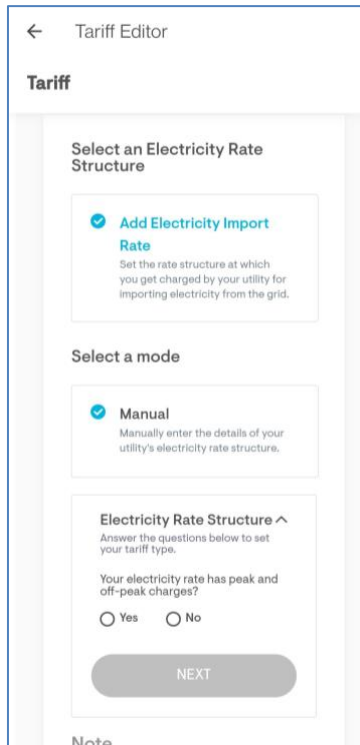 Tariff Editor
Tariff
Select an Electricity Rate
Structure
Add Electricity Import
Rate
Set the rate structure at which
you get charged by your utility for
importing electricity from the grid.
Select a mode
Manual
Manually enter the details of your
utility's electricity rate structure.
Electricity Rate Structure
Answer the questions below to set
your tariff type.
Your electricity rate has peak and
off-peak charges?
Yes No
NEXT
Note